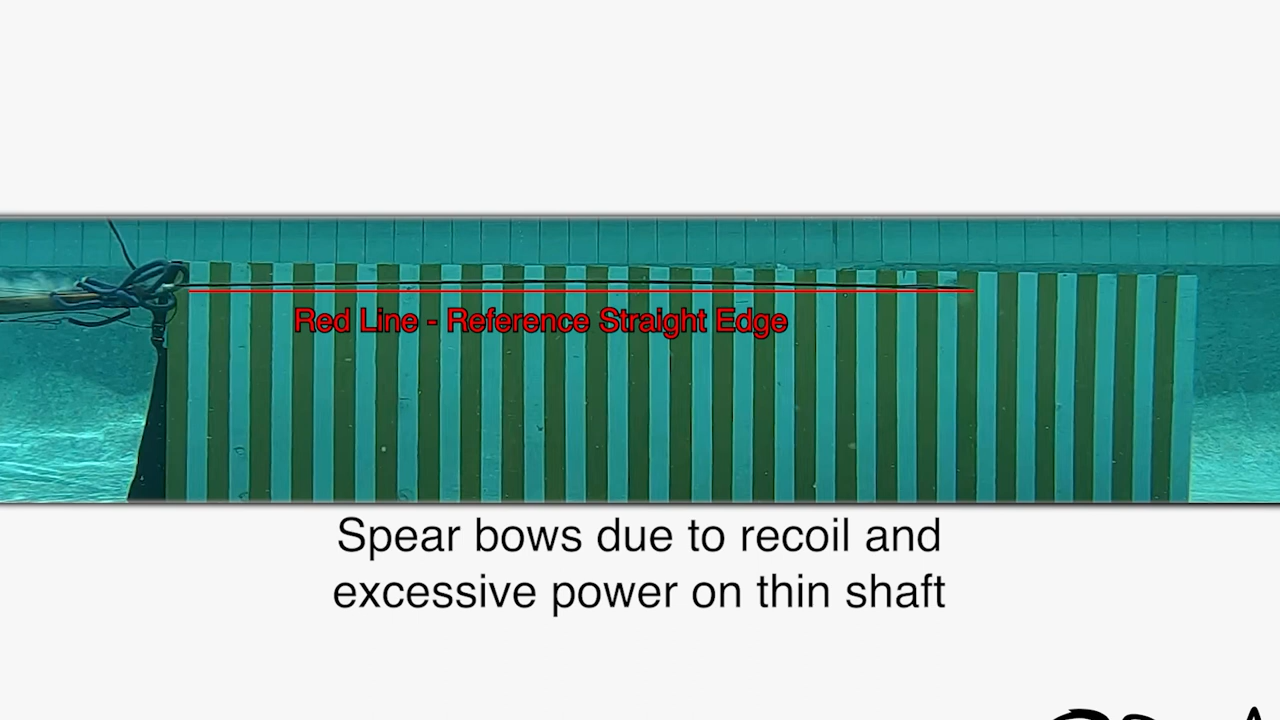 Red Line - Reference Straight Edge
Spear bows due to recoil and
excessive power on thin shaft